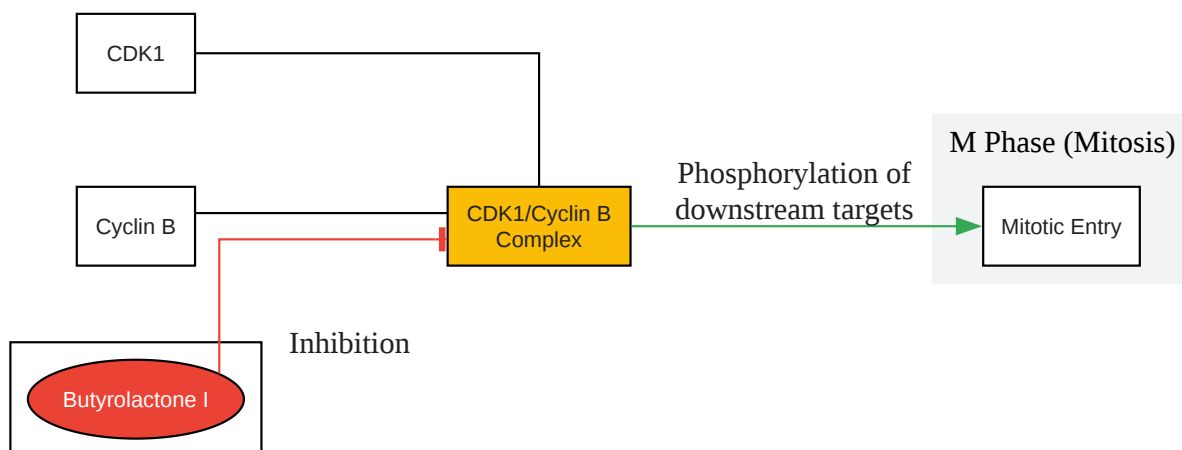 CDK1
M Phase (Mitosis)
Phosphorylation of
downstream targets
Cyclin B
CDK1/Cyclin B
Complex
Mitotic Entry
Inhibition
Butyrolactone I